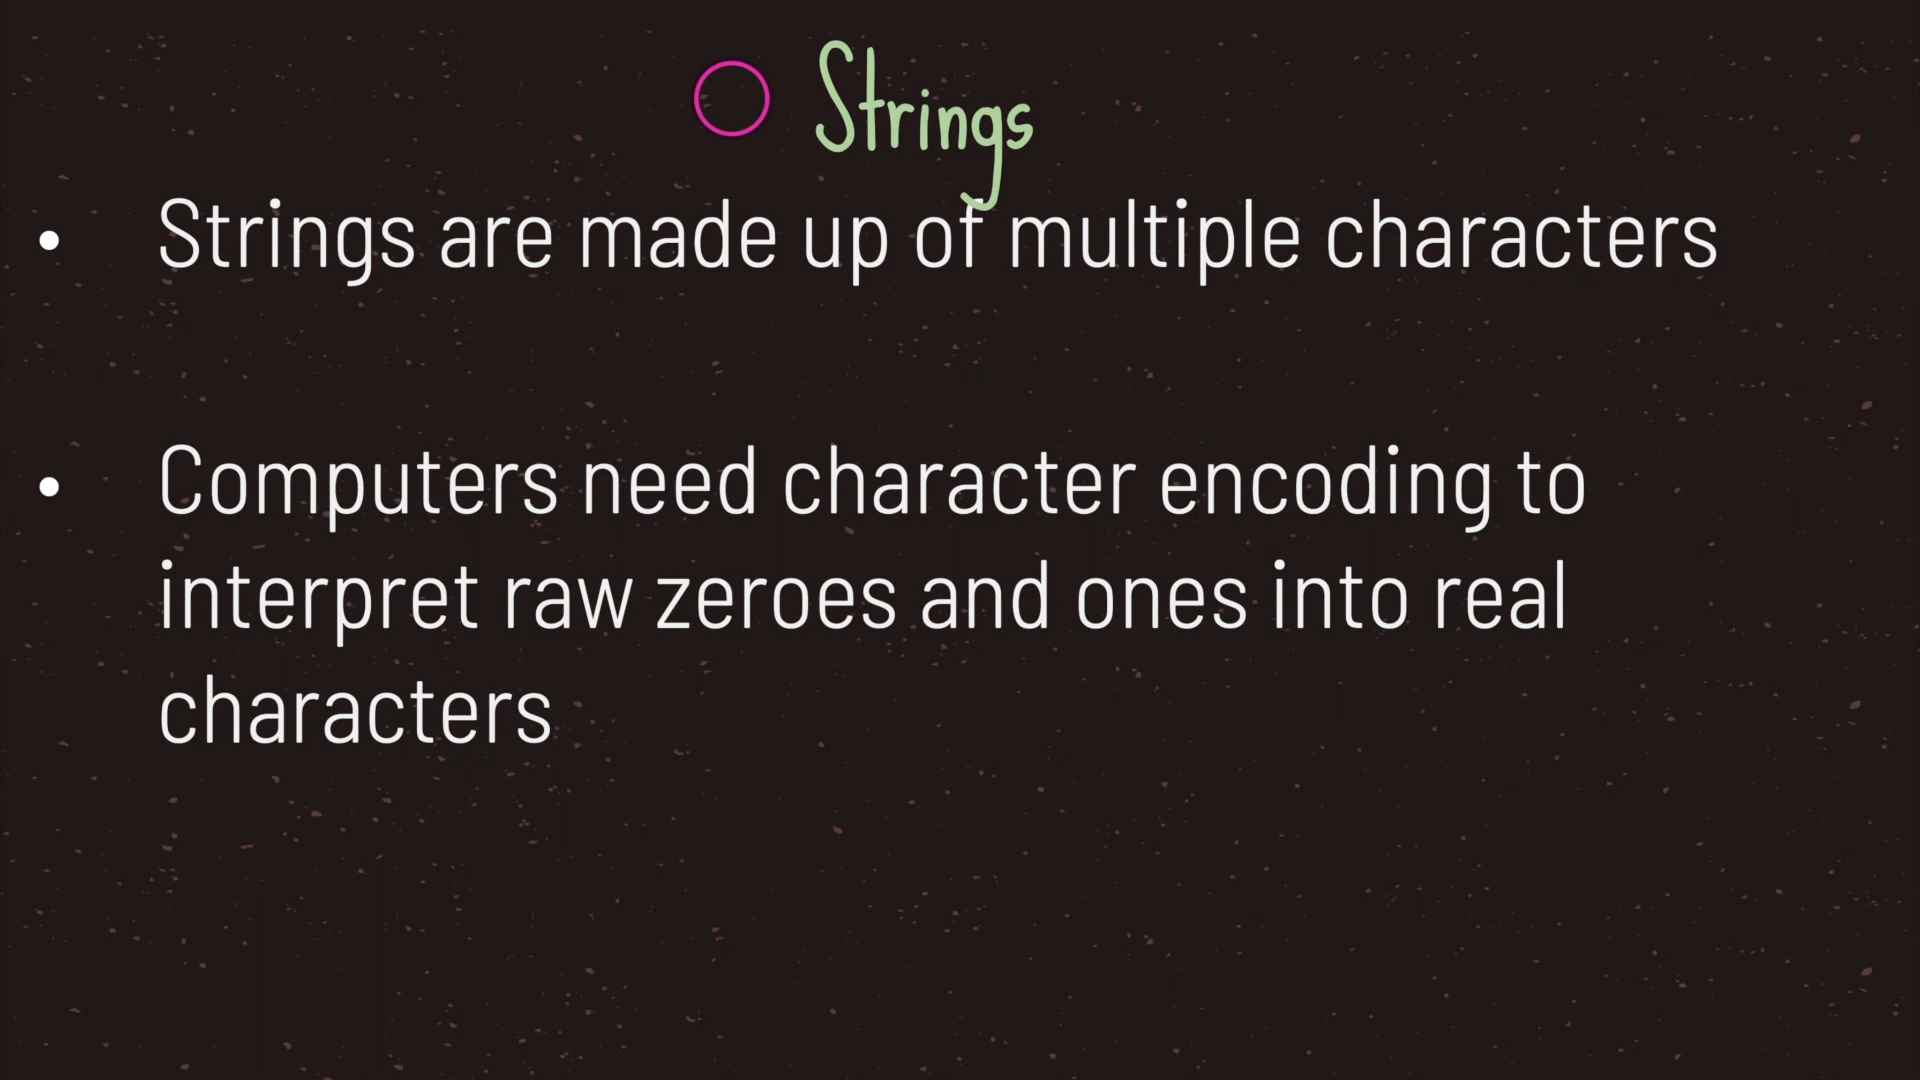 Strings
• Strings are made up of multiple characters
• Computers need character encoding to
interpret raw zeroes and ones into real
characters